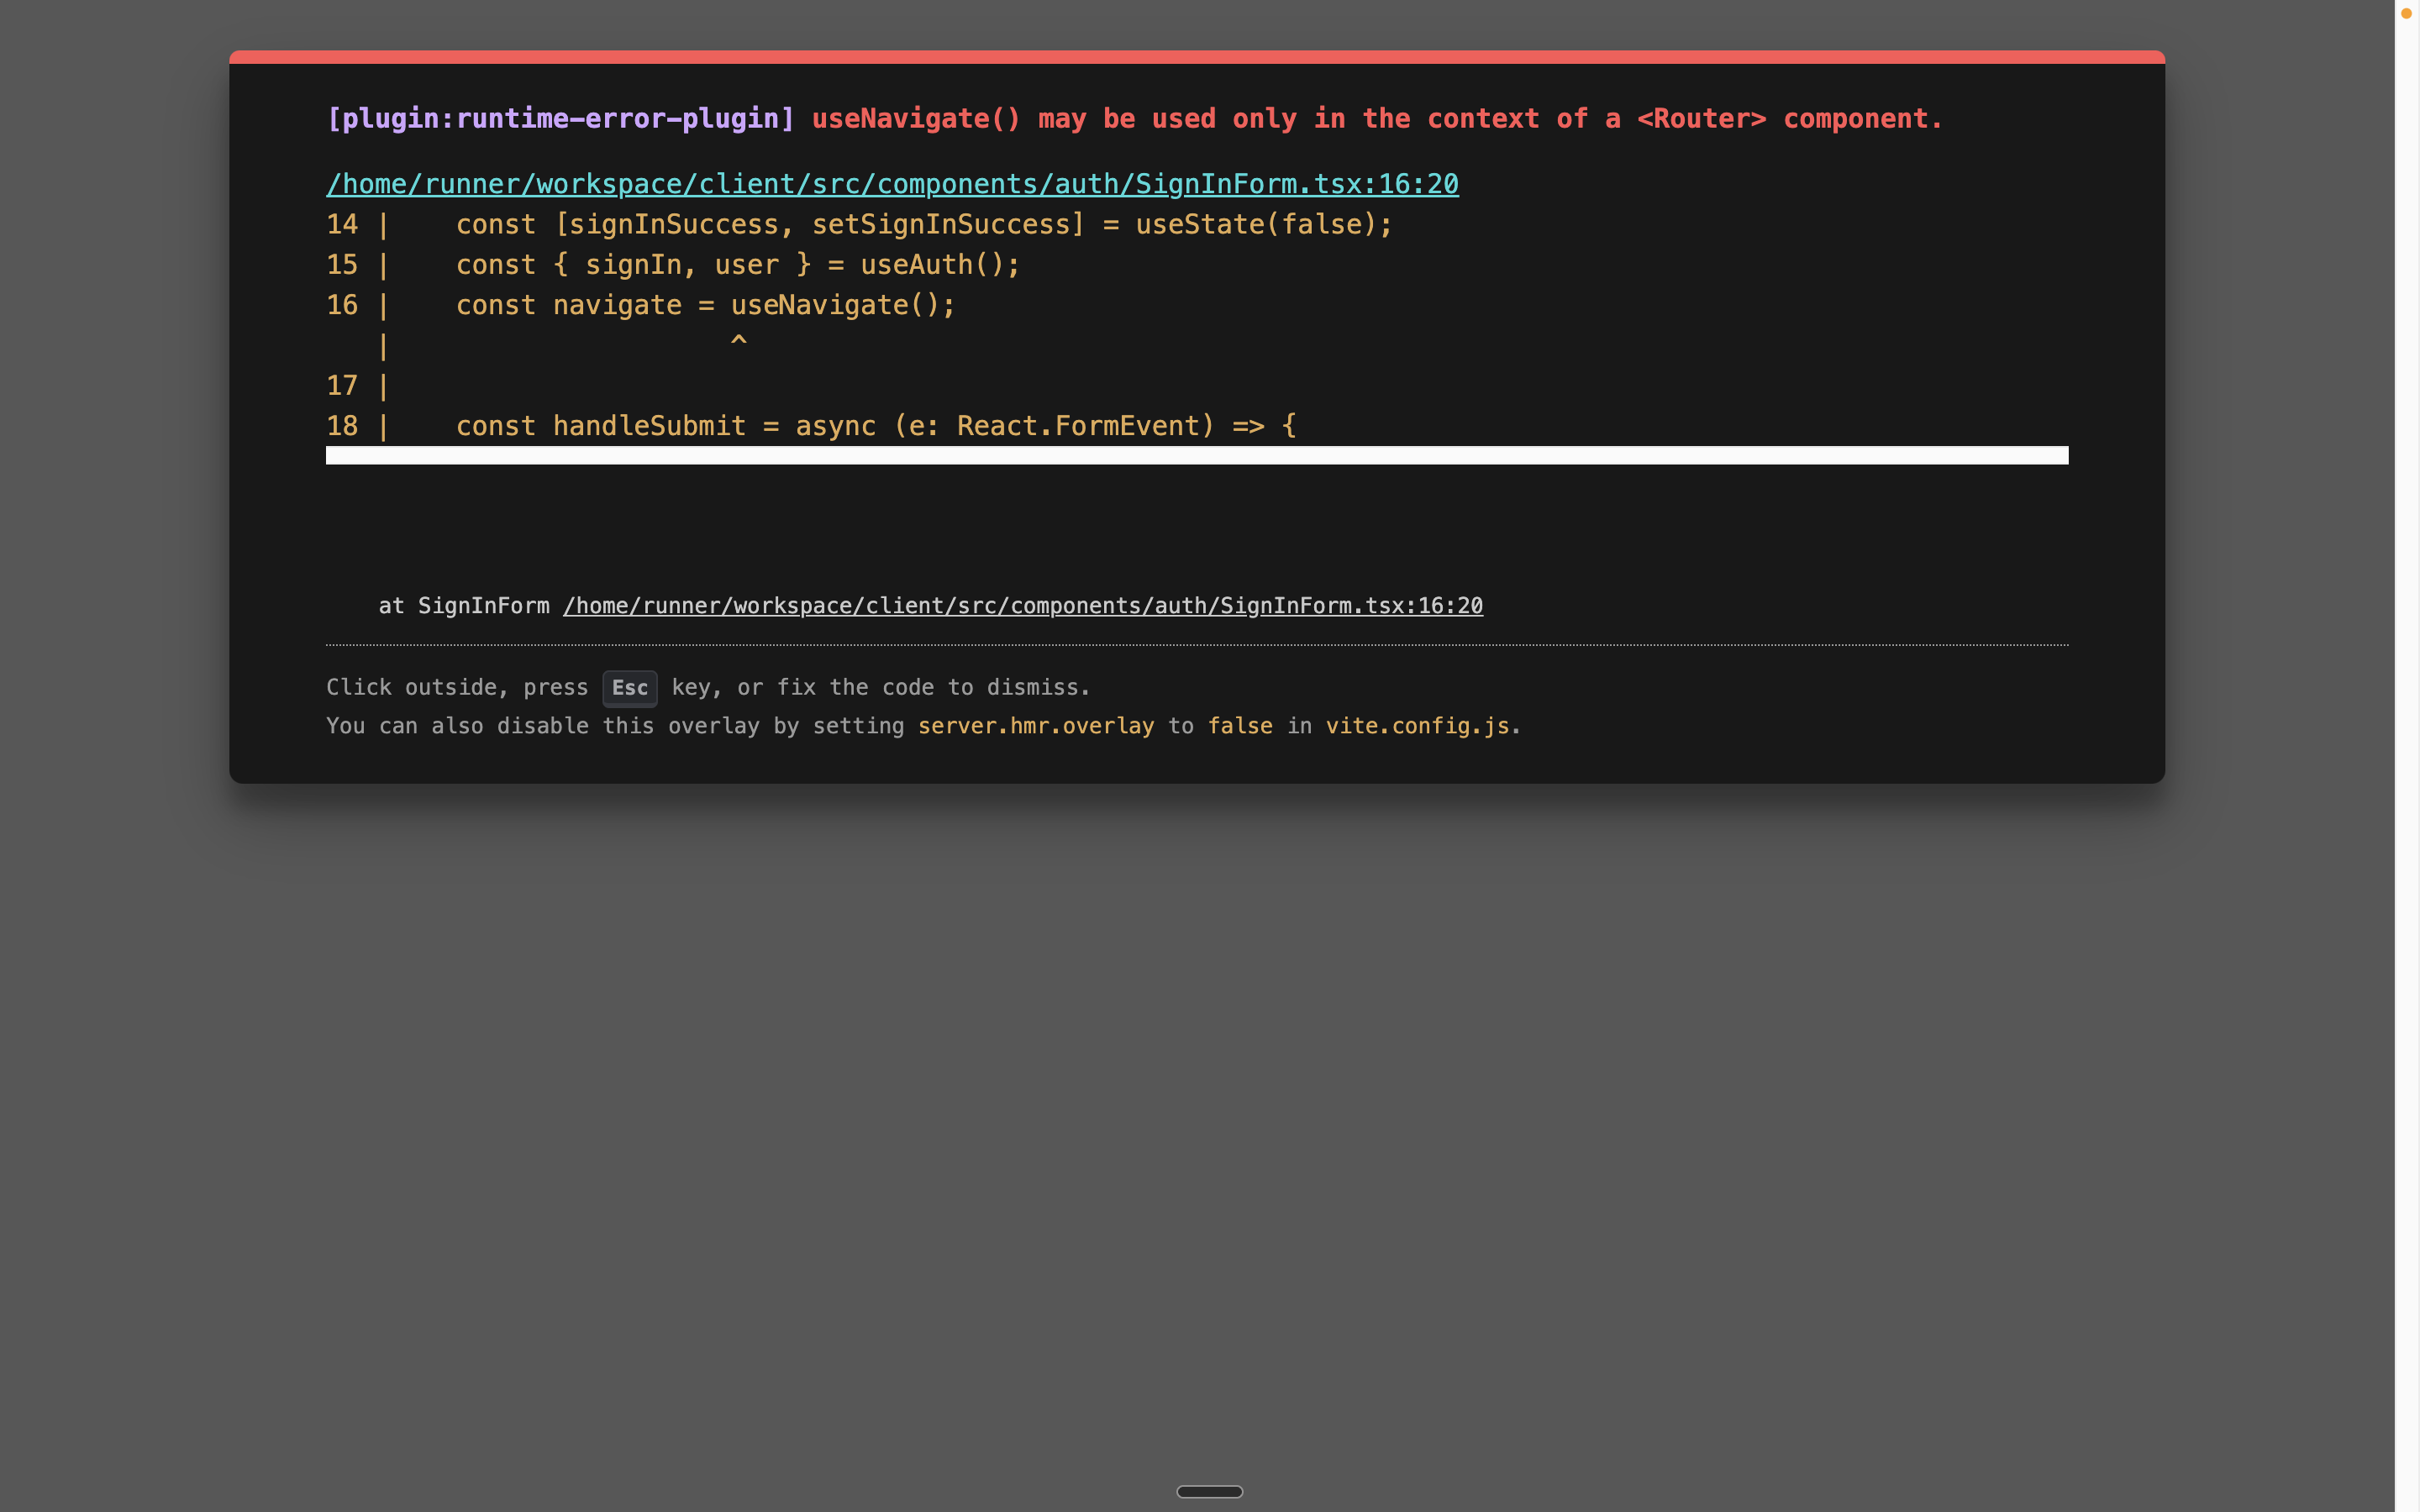 [plugin:runtime-error-plugin] useNavigate() may be used only in the context of a <Router> component.
/home/runner/workspace/client/src/components/auth/SignInForm.tsx:16:20
14 |    const [signInSuccess, setSignInSuccess] = useState(false);
15 |    const { signIn, user } = useAuth();
16 |    const navigate = useNavigate();
   |                     ^
17 |
18 |    const handleSubmit = async (e: React.FormEvent) => {
    at SignInForm /home/runner/workspace/client/src/components/auth/SignInForm.tsx:16:20
Click outside, press Esc key, or fix the code to dismiss.
You can also disable this overlay by setting server.hmr.overlay to false in vite.config.js.